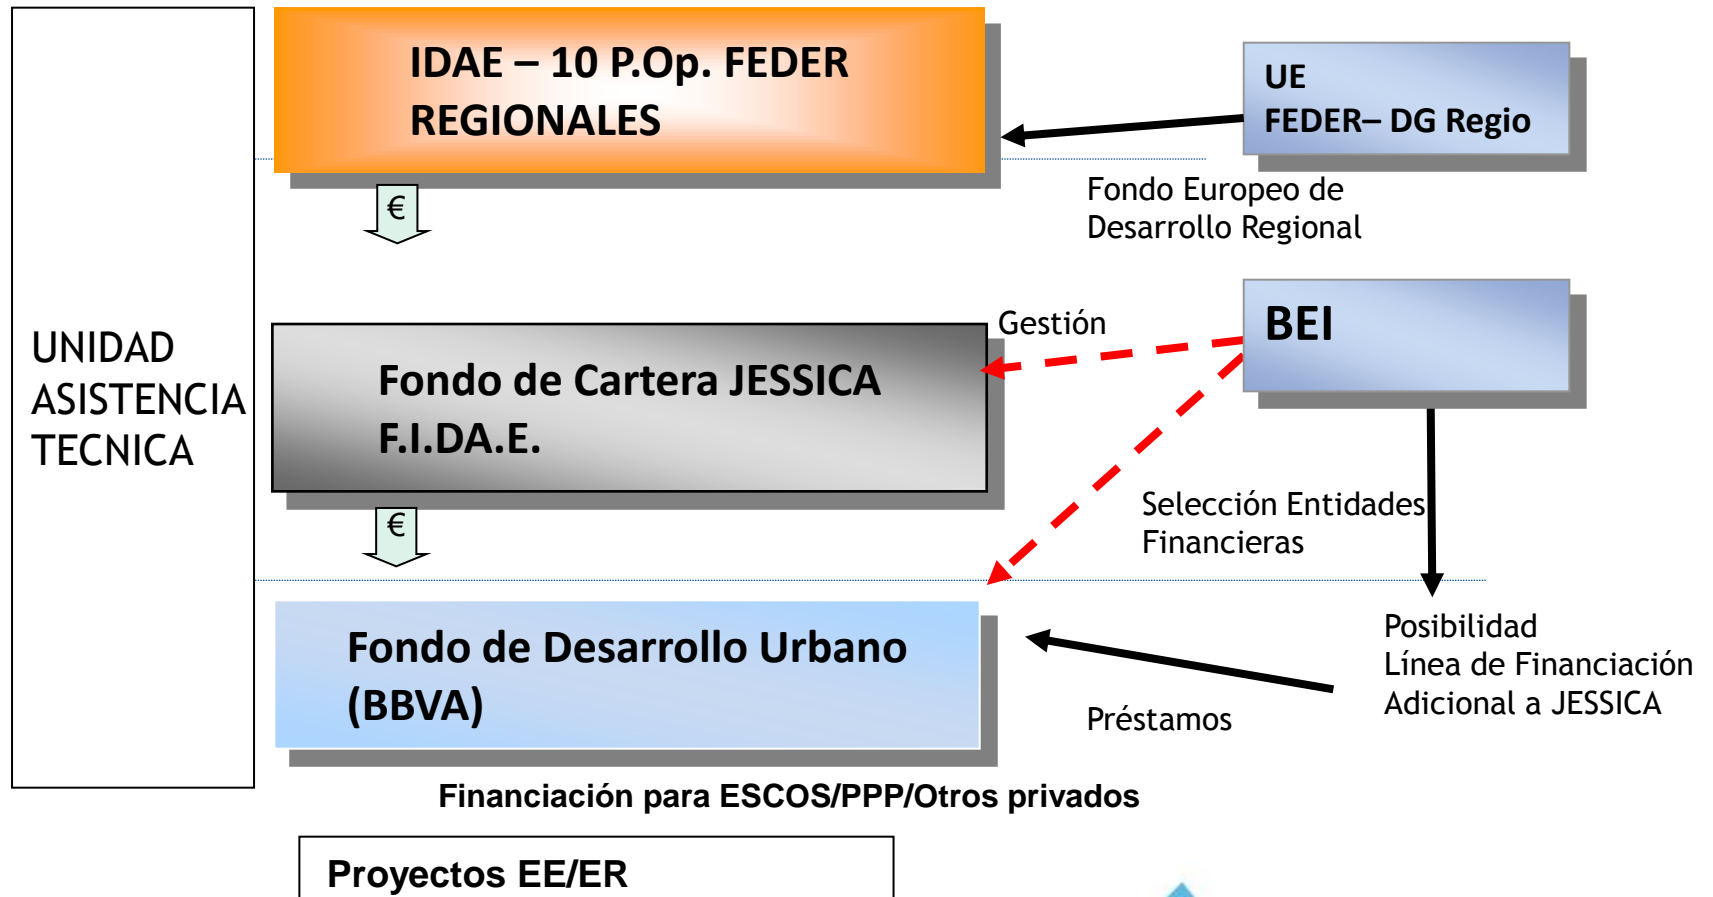 IDAE – 10 P.Op. FEDER
REGIONALES
UE
FEDER– DG Regio
€
Fondo Europeo de
Desarrollo Regional
UNIDAD
ASISTENCIA
TECNICA
Gestión
BEI
Fondo de Cartera JESSICA
F.I.DA.E.
€
Selección Entidades
Financieras
Fondo de Desarrollo Urbano
(BBVA)
Posibilidad
Línea de Financiación
Adicional a JESSICA
Préstamos
Financiación para ESCOS/PPP/Otros privados
Proyectos EE/ER